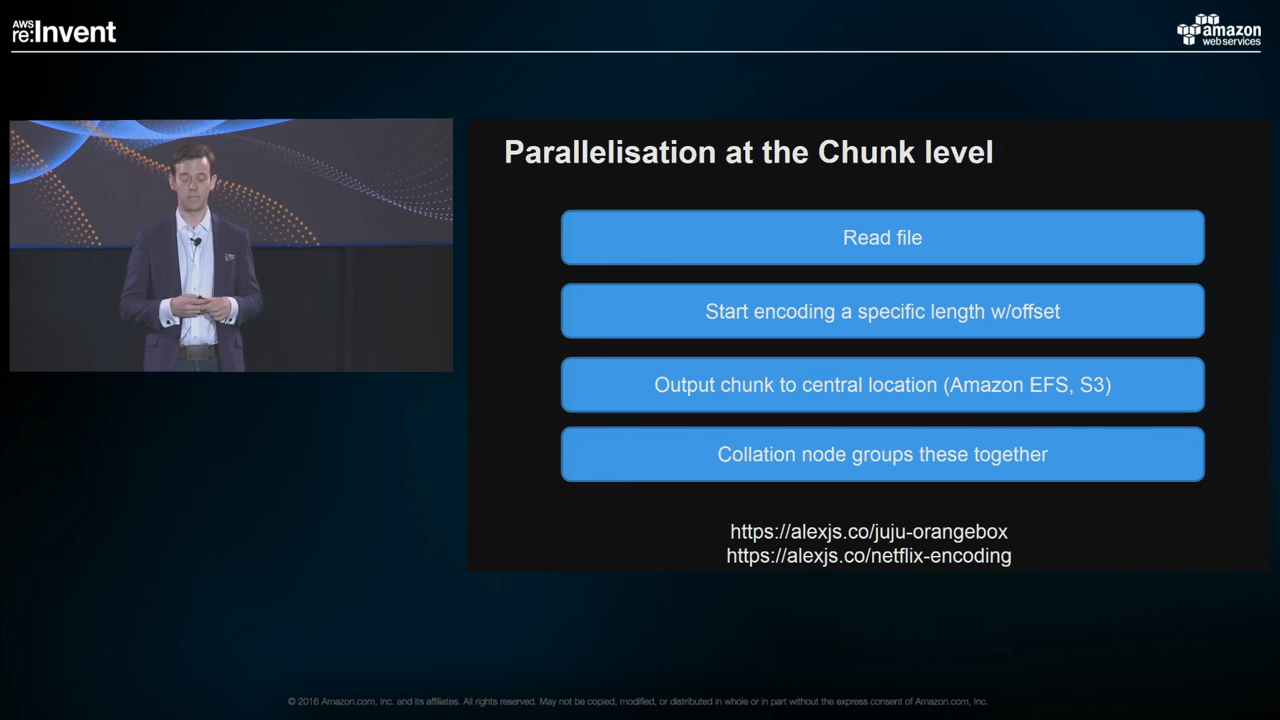 AWS
re:Invent
amazon
web services
Parallelisation at the Chunk level
Read file
Start encoding a specific length w/offset
Output chunk to central location (Amazon EFS, S3)
Collation node groups these together
https://alexjs.co/juju-orangebox
https://alexjs.co/netflix-encoding
© 2016 Amazon.com, Inc. and its affiliates. All rights reserved. May not be copied, modified, or distributed in whole or in part without the express consent of Amazon.com, Inc.